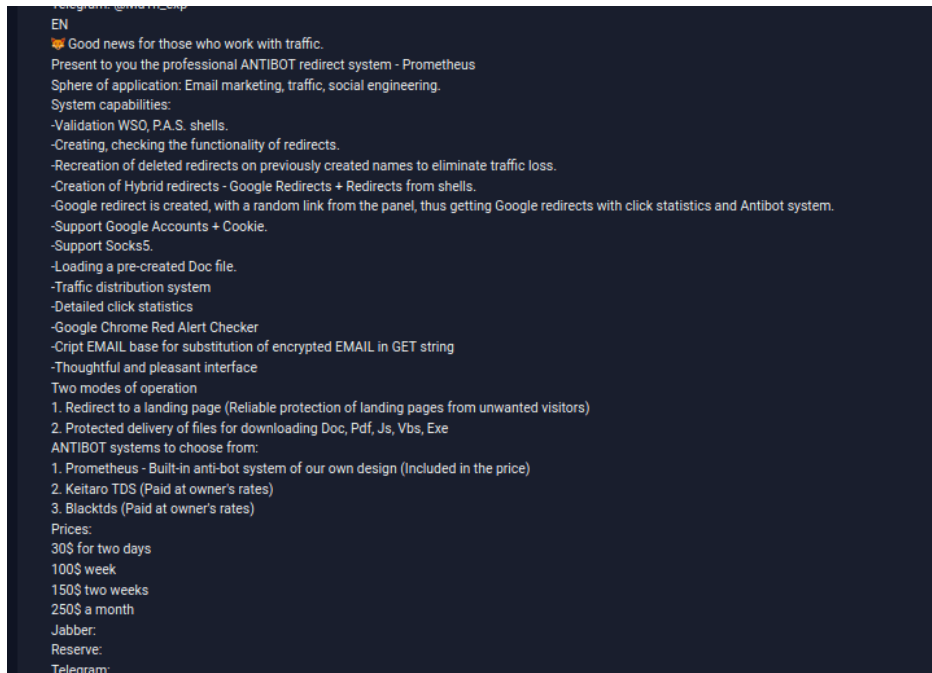 Telegram: @Ma1n_exp
EN
🦊 Good news for those who work with traffic.
Present to you the professional ANTIBOT redirect system - Prometheus
Sphere of application: Email marketing, traffic, social engineering.
System capabilities:
-Validation WSO, P.A.S. shells.
-Creating, checking the functionality of redirects.
-Recreation of deleted redirects on previously created names to eliminate traffic loss.
-Creation of Hybrid redirects - Google Redirects + Redirects from shells.
-Google redirect is created, with a random link from the panel, thus getting Google redirects with click statistics and Antibot system.
-Support Google Accounts + Cookie.
-Support Socks5.
-Loading a pre-created Doc file.
-Traffic distribution system
-Detailed click statistics
-Google Chrome Red Alert Checker
-Cript EMAIL base for substitution of encrypted EMAIL in GET string
-Thoughtful and pleasant interface
Two modes of operation
1. Redirect to a landing page (Reliable protection of landing pages from unwanted visitors)
2. Protected delivery of files for downloading Doc, Pdf, Js, Vbs, Exe
ANTIBOT systems to choose from:
1. Prometheus - Built-in anti-bot system of our own design (Included in the price)
2. Keitaro TDS (Paid at owner's rates)
3. Blacktds (Paid at owner's rates)
Prices:
30$ for two days
100$ week
150$ two weeks
250$ a month
Jabber:
Reserve:
Telegram: